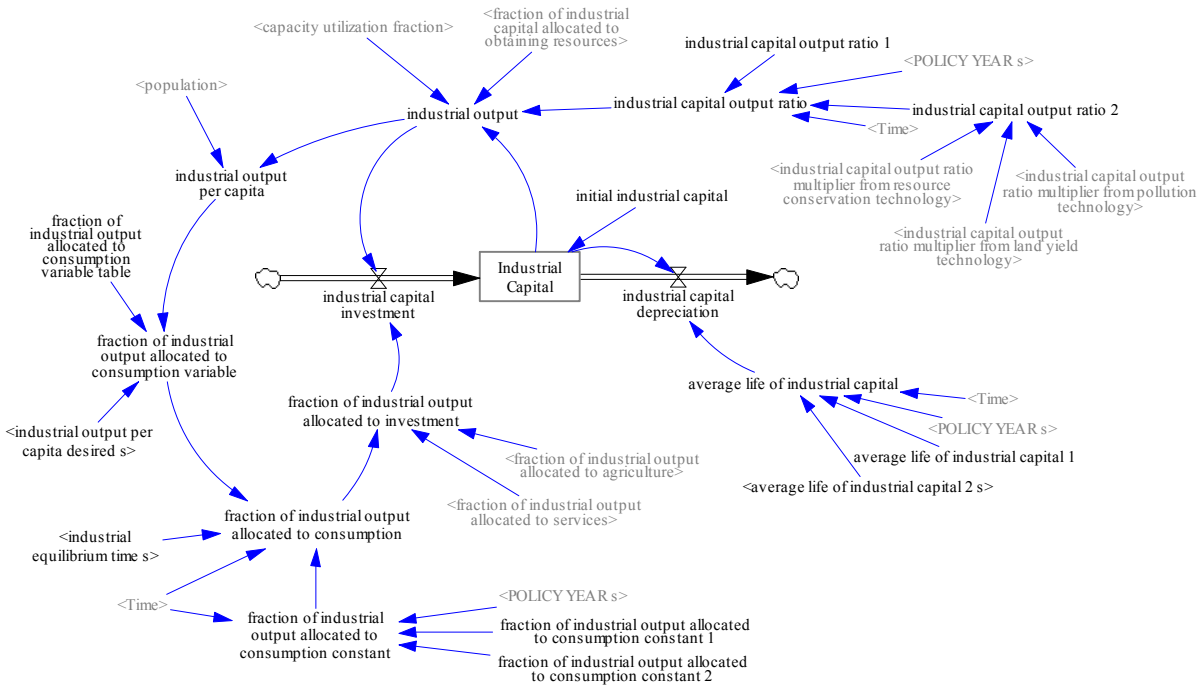 <capacity utilization fraction>
<fraction of industrial
capital allocated to
obtaining resources>
industrial capital output ratio 1
<POLICY YEAR s>
<population>
industrial output
industrial capital output ratio
industrial capital output ratio 2
<Time>
industrial output
per capita
<industrial capital output ratio
multiplier from resource
conservation technology>
<industrial capital output
ratio multiplier from pollution
technology>
initial industrial capital
fraction of
industrial output
allocated to
consumption
variable table
<industrial capital output
ratio multiplier from land yield
technology>
Industrial
Capital
industrial capital
investment
industrial capital
depreciation
fraction of industrial
output allocated to
consumption variable
average life of industrial capital
<Time>
fraction of industrial output
allocated to investment
<industrial output per
capita desired s>
<POLICY YEAR s>
average life of industrial capital 1
<fraction of industrial output
allocated to agriculture>
<average life of industrial capital 2 s>
<fraction of industrial output
allocated to services>
fraction of industrial output
allocated to consumption
<industrial
equilibrium time s>
<Time>
<POLICY YEAR s>
fraction of industrial
output allocated to
consumption constant
fraction of industrial output allocated
to consumption constant 1
fraction of industrial output allocated
to consumption constant 2